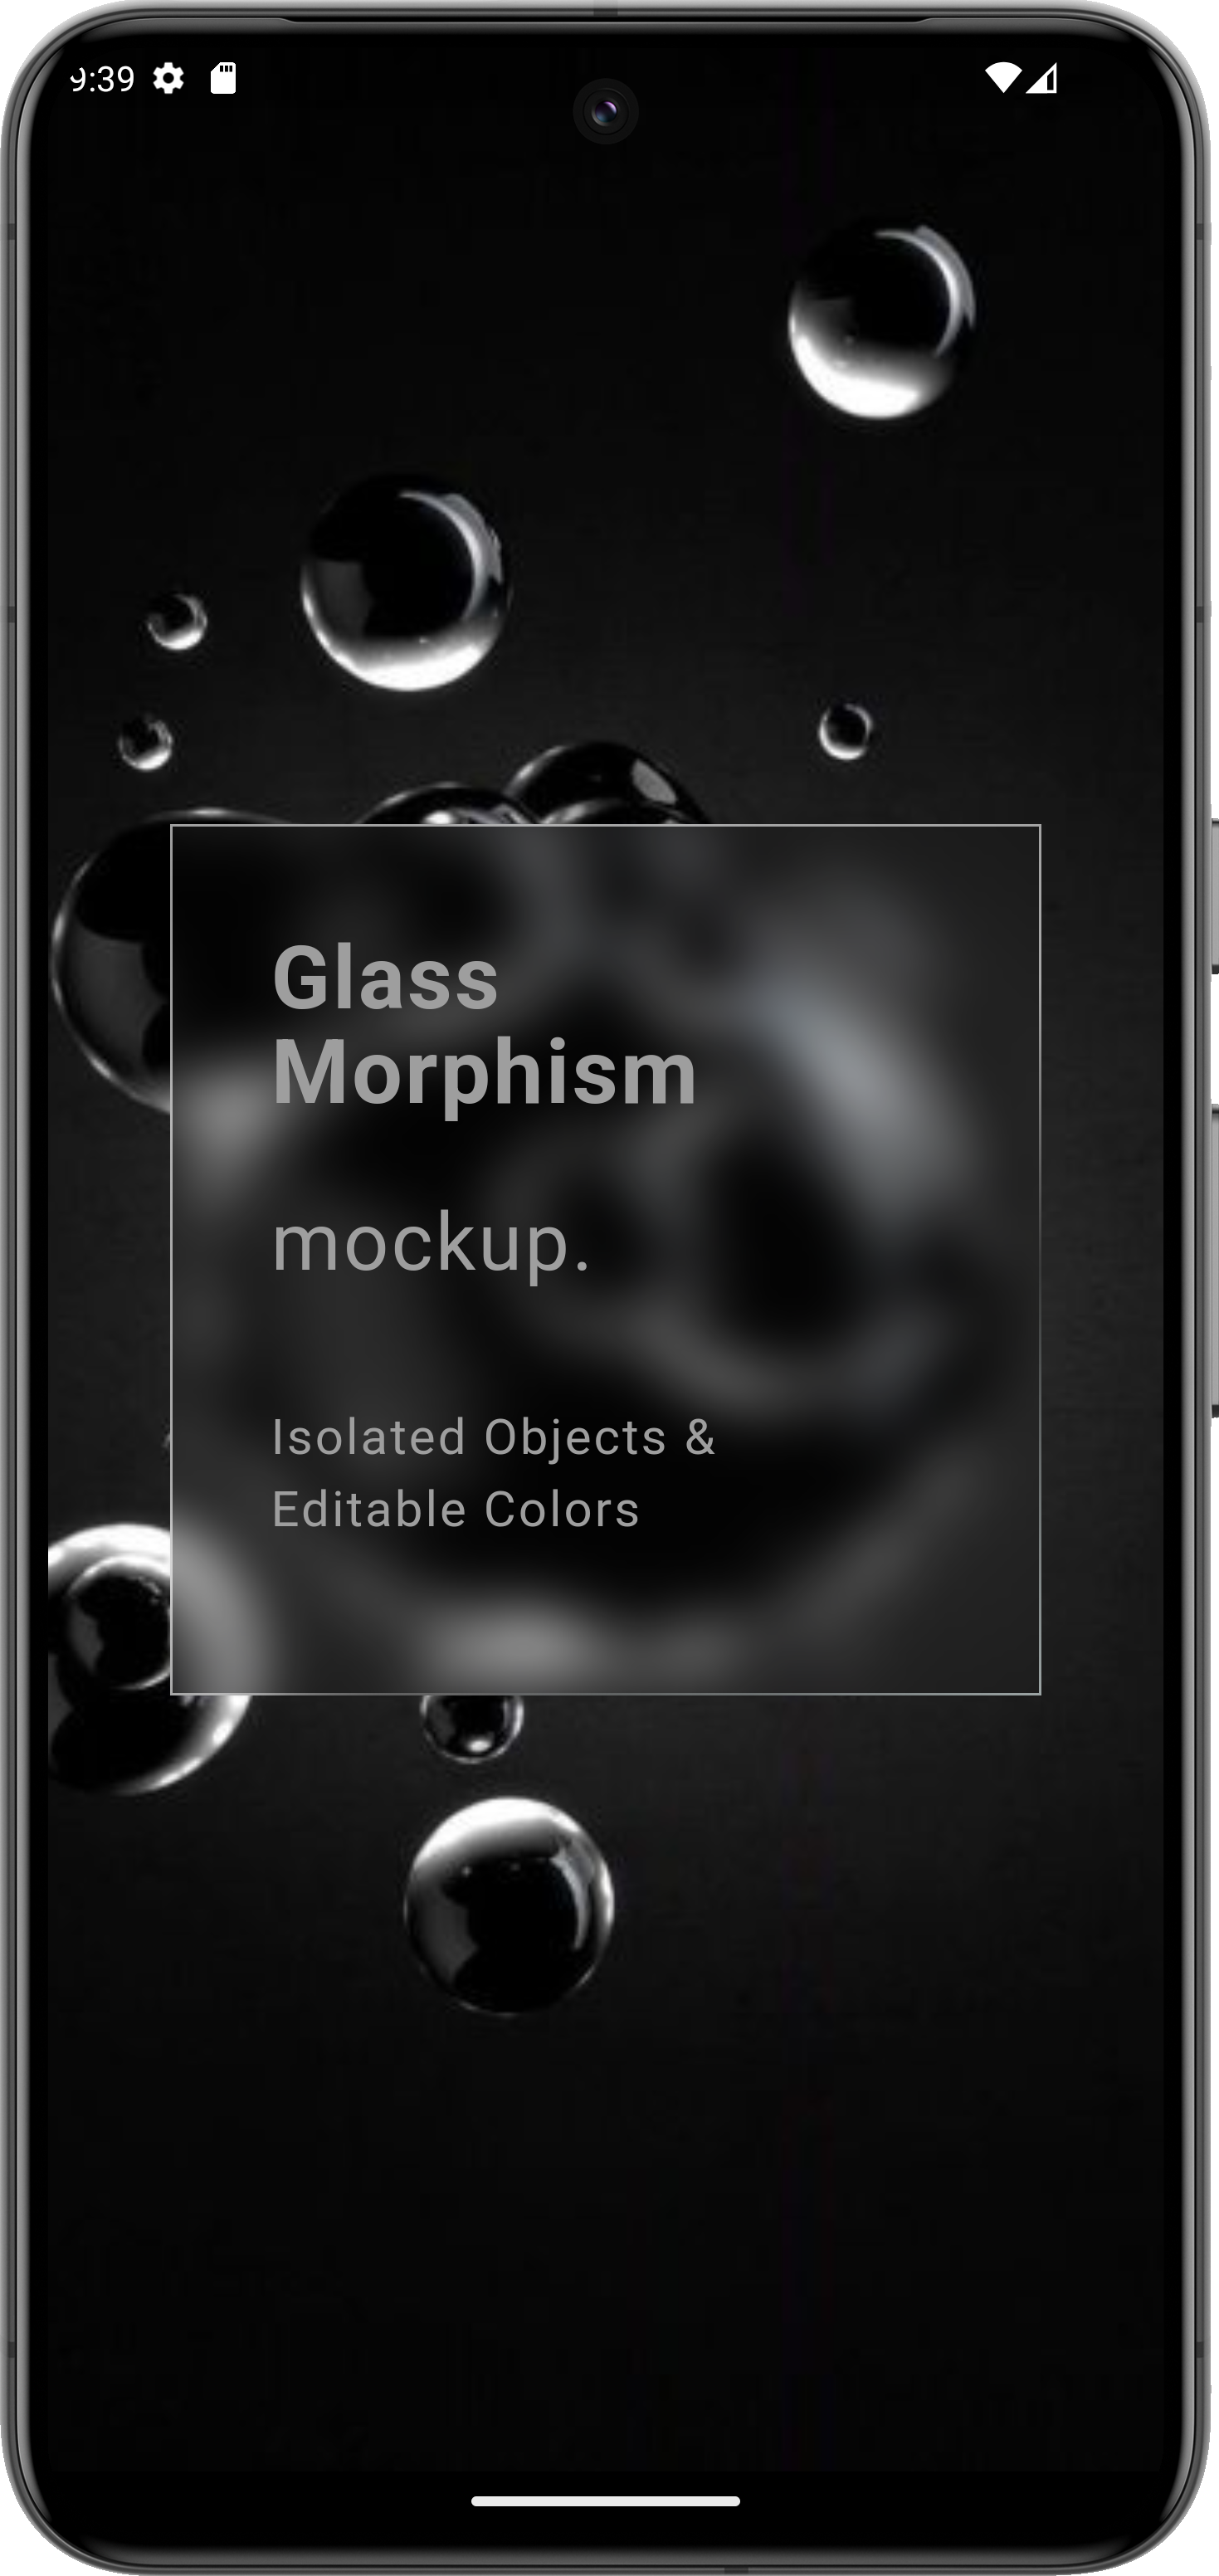 9:39
Glass
Morphism
mockup.
Isolated Objects &
Editable Colors